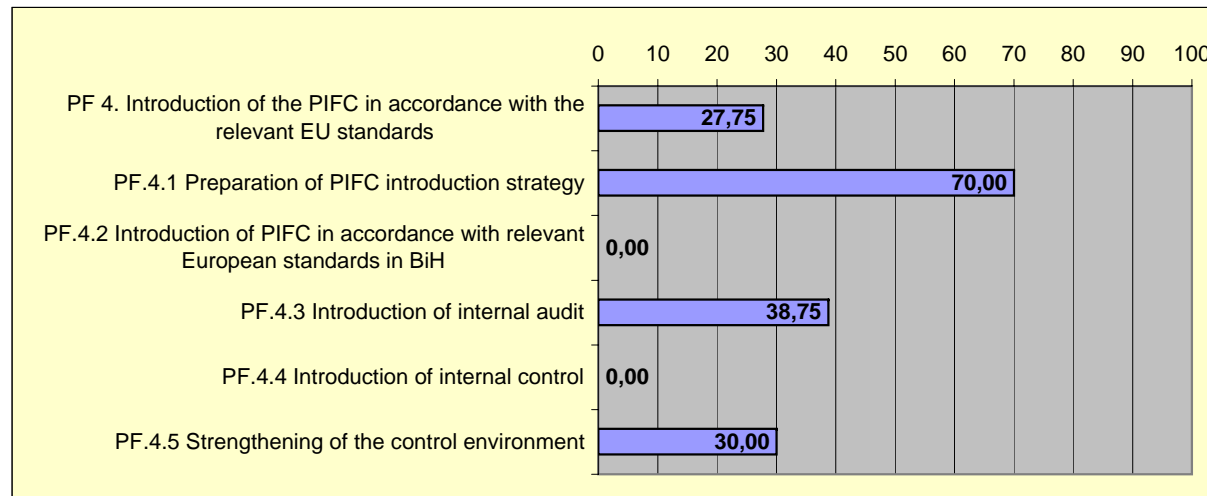 0 10 20 30 40 50 60 70 80 90 100
PF 4. Introduction of the PIFC in accordance with the
relevant EU standards
27,75
PF.4.1 Preparation of PIFC introduction strategy
70,00
PF.4.2 Introduction of PIFC in accordance with relevant
European standards in BiH
0,00
PF.4.3 Introduction of internal audit
38,75
PF.4.4 Introduction of internal control
0,00
PF.4.5 Strengthening of the control environment
30,00